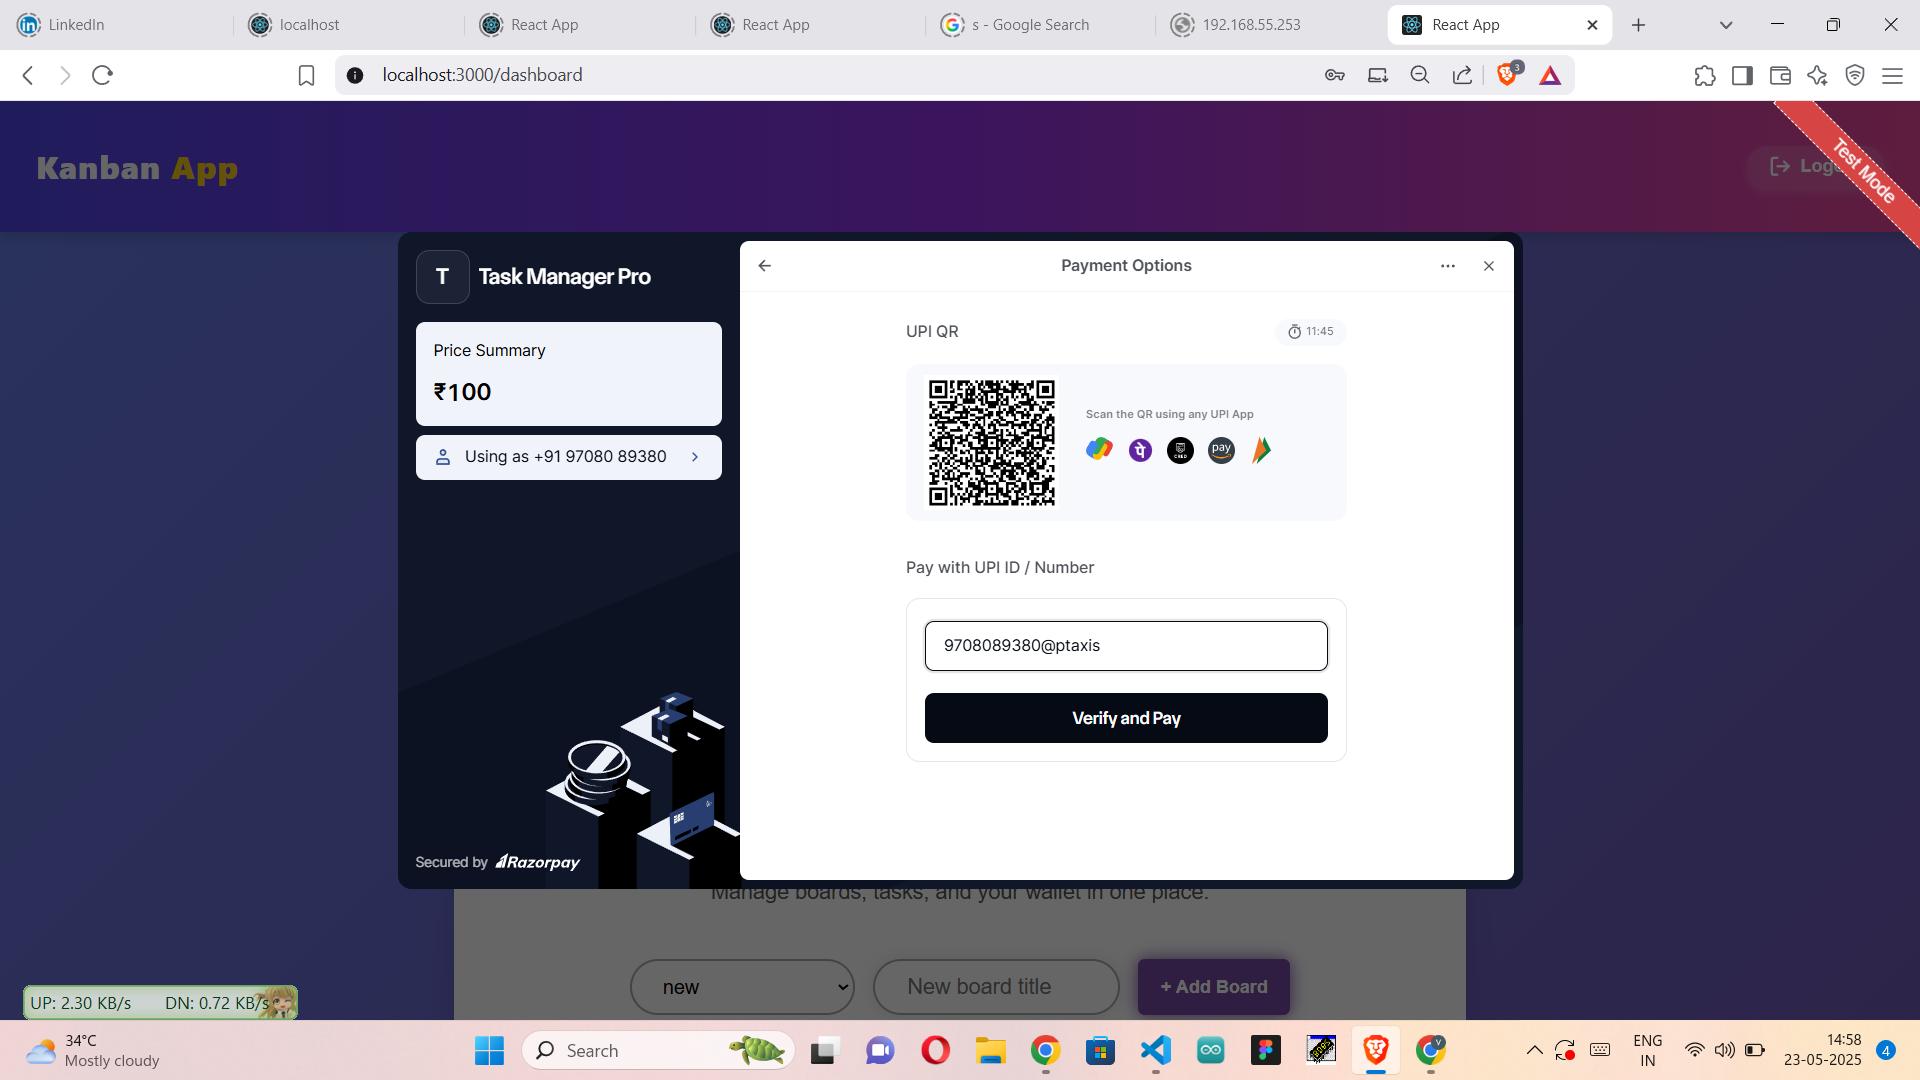 LinkedIn
localhost
React App
React App
s - Google Search
192.168.55.253
React App
localhost:3000/dashboard
3
Kanban App
Test Mode
T
Task Manager Pro
Payment Options
Price Summary
₹100
Using as +91 97080 89380
UPI QR
11:45
Scan the QR using any UPI App
पे
CRED
pay
Pay with UPI ID / Number
9708089380@ptaxis
Verify and Pay
Secured by Razorpay
Manage boards, tasks, and your wallet in one place.
new
New board title
+ Add Board
UP: 2.30 KB/s DN: 0.72 KB/s
34°C
Mostly cloudy
Search
V
ENG
IN
14:58
23-05-2025
4